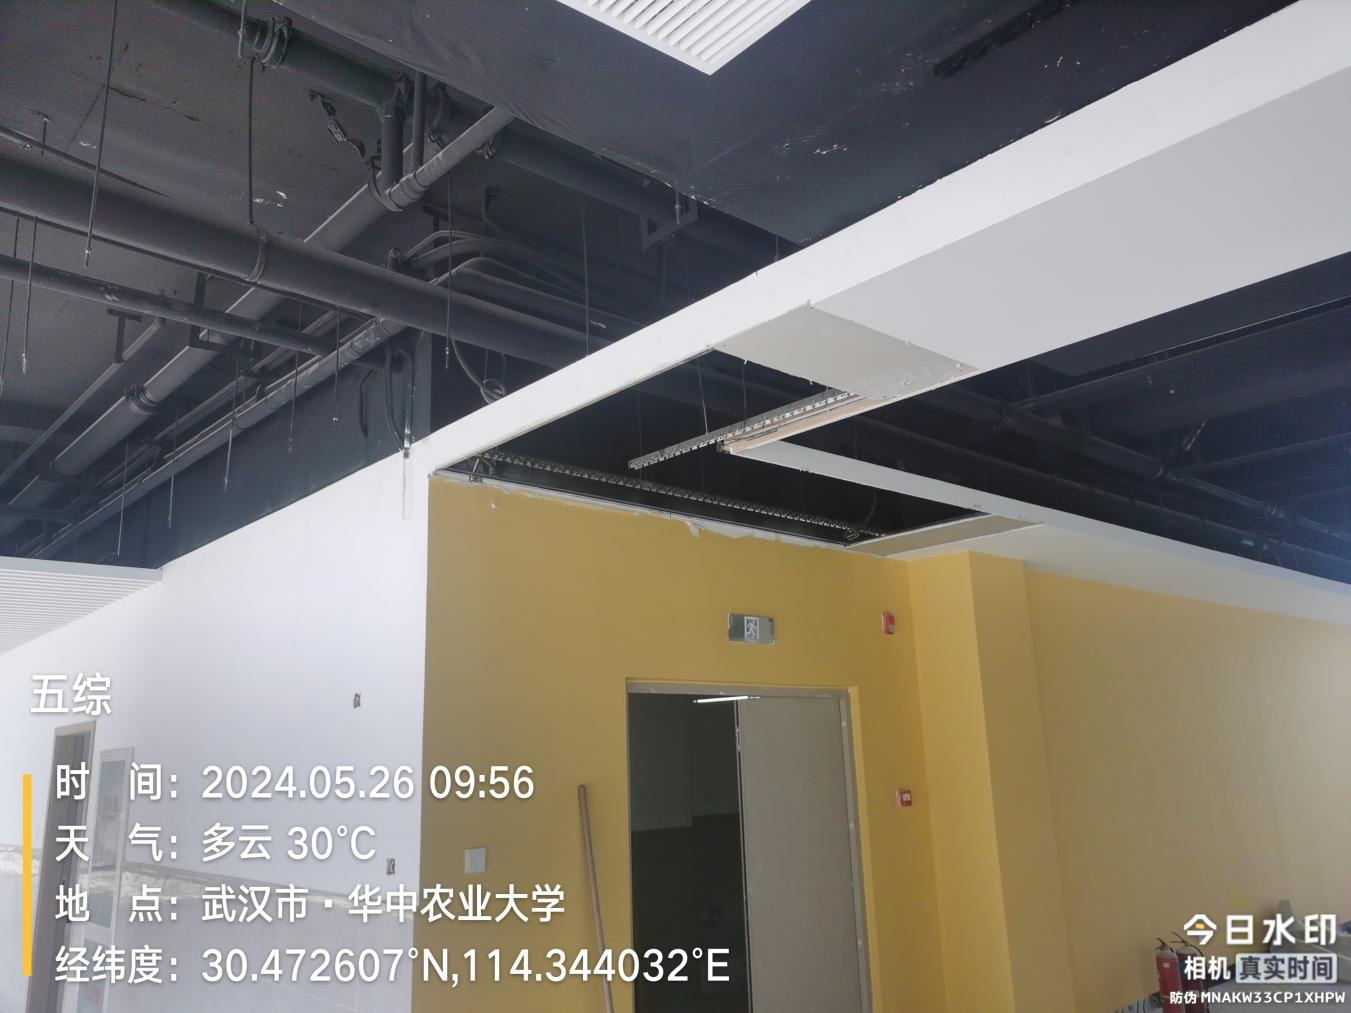 五综
时 间：2024.05.26 09:56
天 气：多云 30℃
地 点：武汉市·华中农业大学
经纬度：30.472607°N,114.344032°E
今日水印
相机 真实时间
防伪 MNAKW33CP1XHPW